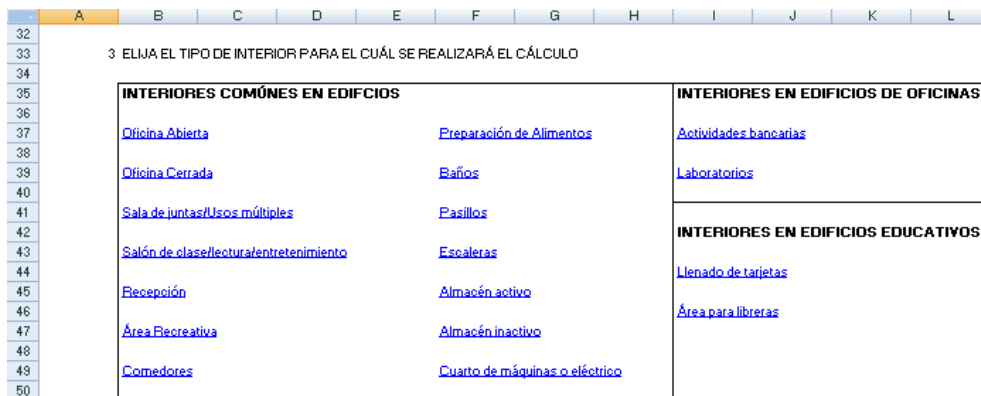 A B C D E F G H I J K L
32
33 3 ELIJA EL TIPO DE INTERIOR PARA EL CUÁL SE REALIZARÁ EL CÁLCULO
34
35 INTERIORES COMÚNES EN EDIFCIOS INTERIORES EN EDIFICIOS DE OFICINAS
36
37 Oficina Abierta Preparación de Alimentos Actividades bancarias
38
39 Oficina Cerrada Baños Laboratorios
40
41 Sala de juntas/Usos múltiples Pasillos
42 INTERIORES EN EDIFICIOS EDUCATIVOS
43 Salón de clase/lectura/entretenimiento Escaleras
44 Llenado de tarjetas
45 Recepción Almacén activo
46 Área para libreras
47 Área Recreativa Almacén inactivo
48
49 Comedores Cuarto de máquinas o eléctrico
50